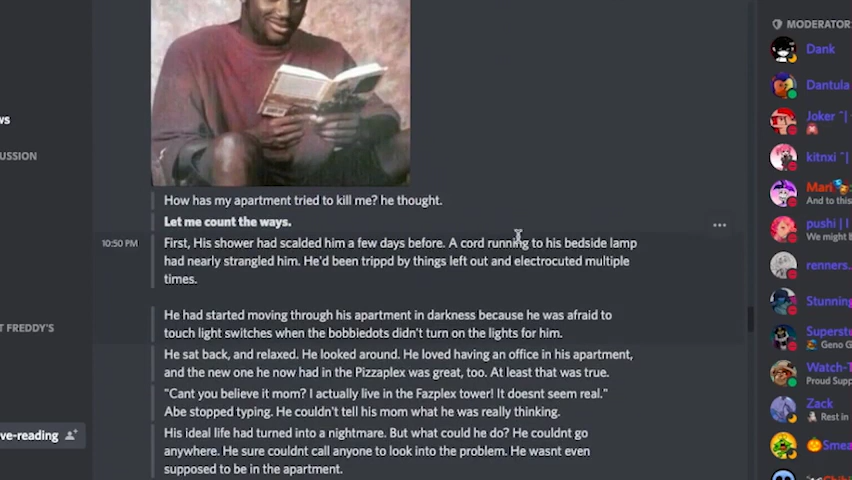 ws
SSION
T FREDDY'S
ve-reading
How has my apartment tried to kill me? he thought.
Let me count the ways.
10:50 PM
First, His shower had scalded him a few days before. A cord running to his bedside lamp
had nearly strangled him. He'd been trippd by things left out and electrocuted multiple
times.
He had started moving through his apartment in darkness because he was afraid to
touch light switches when the bobbiedots didn't turn on the lights for him.
He sat back, and relaxed. He looked around. He loved having an office in his apartment,
and the new one he now had in the Pizzaplex was great, too. At least that was true.
"Cant you believe it mom? I actually live in the Fazplex tower! It doesnt seem real."
Abe stopped typing. He couldn't tell his mom what he was really thinking.
His ideal life had turned into a nightmare. But what could he do? He couldnt go
anywhere. He sure couldnt call anyone to look into the problem. He wasnt even
supposed to be in the apartment.
MODERATOR
Dank
Dantula
Joker ^|
kitnxi ~|
Mari
And to this
pushi | l
We might b
renners.
Stunning
Superstu
Geno G
Watch-T
Proud Supp
Zack
Rest in
Smea